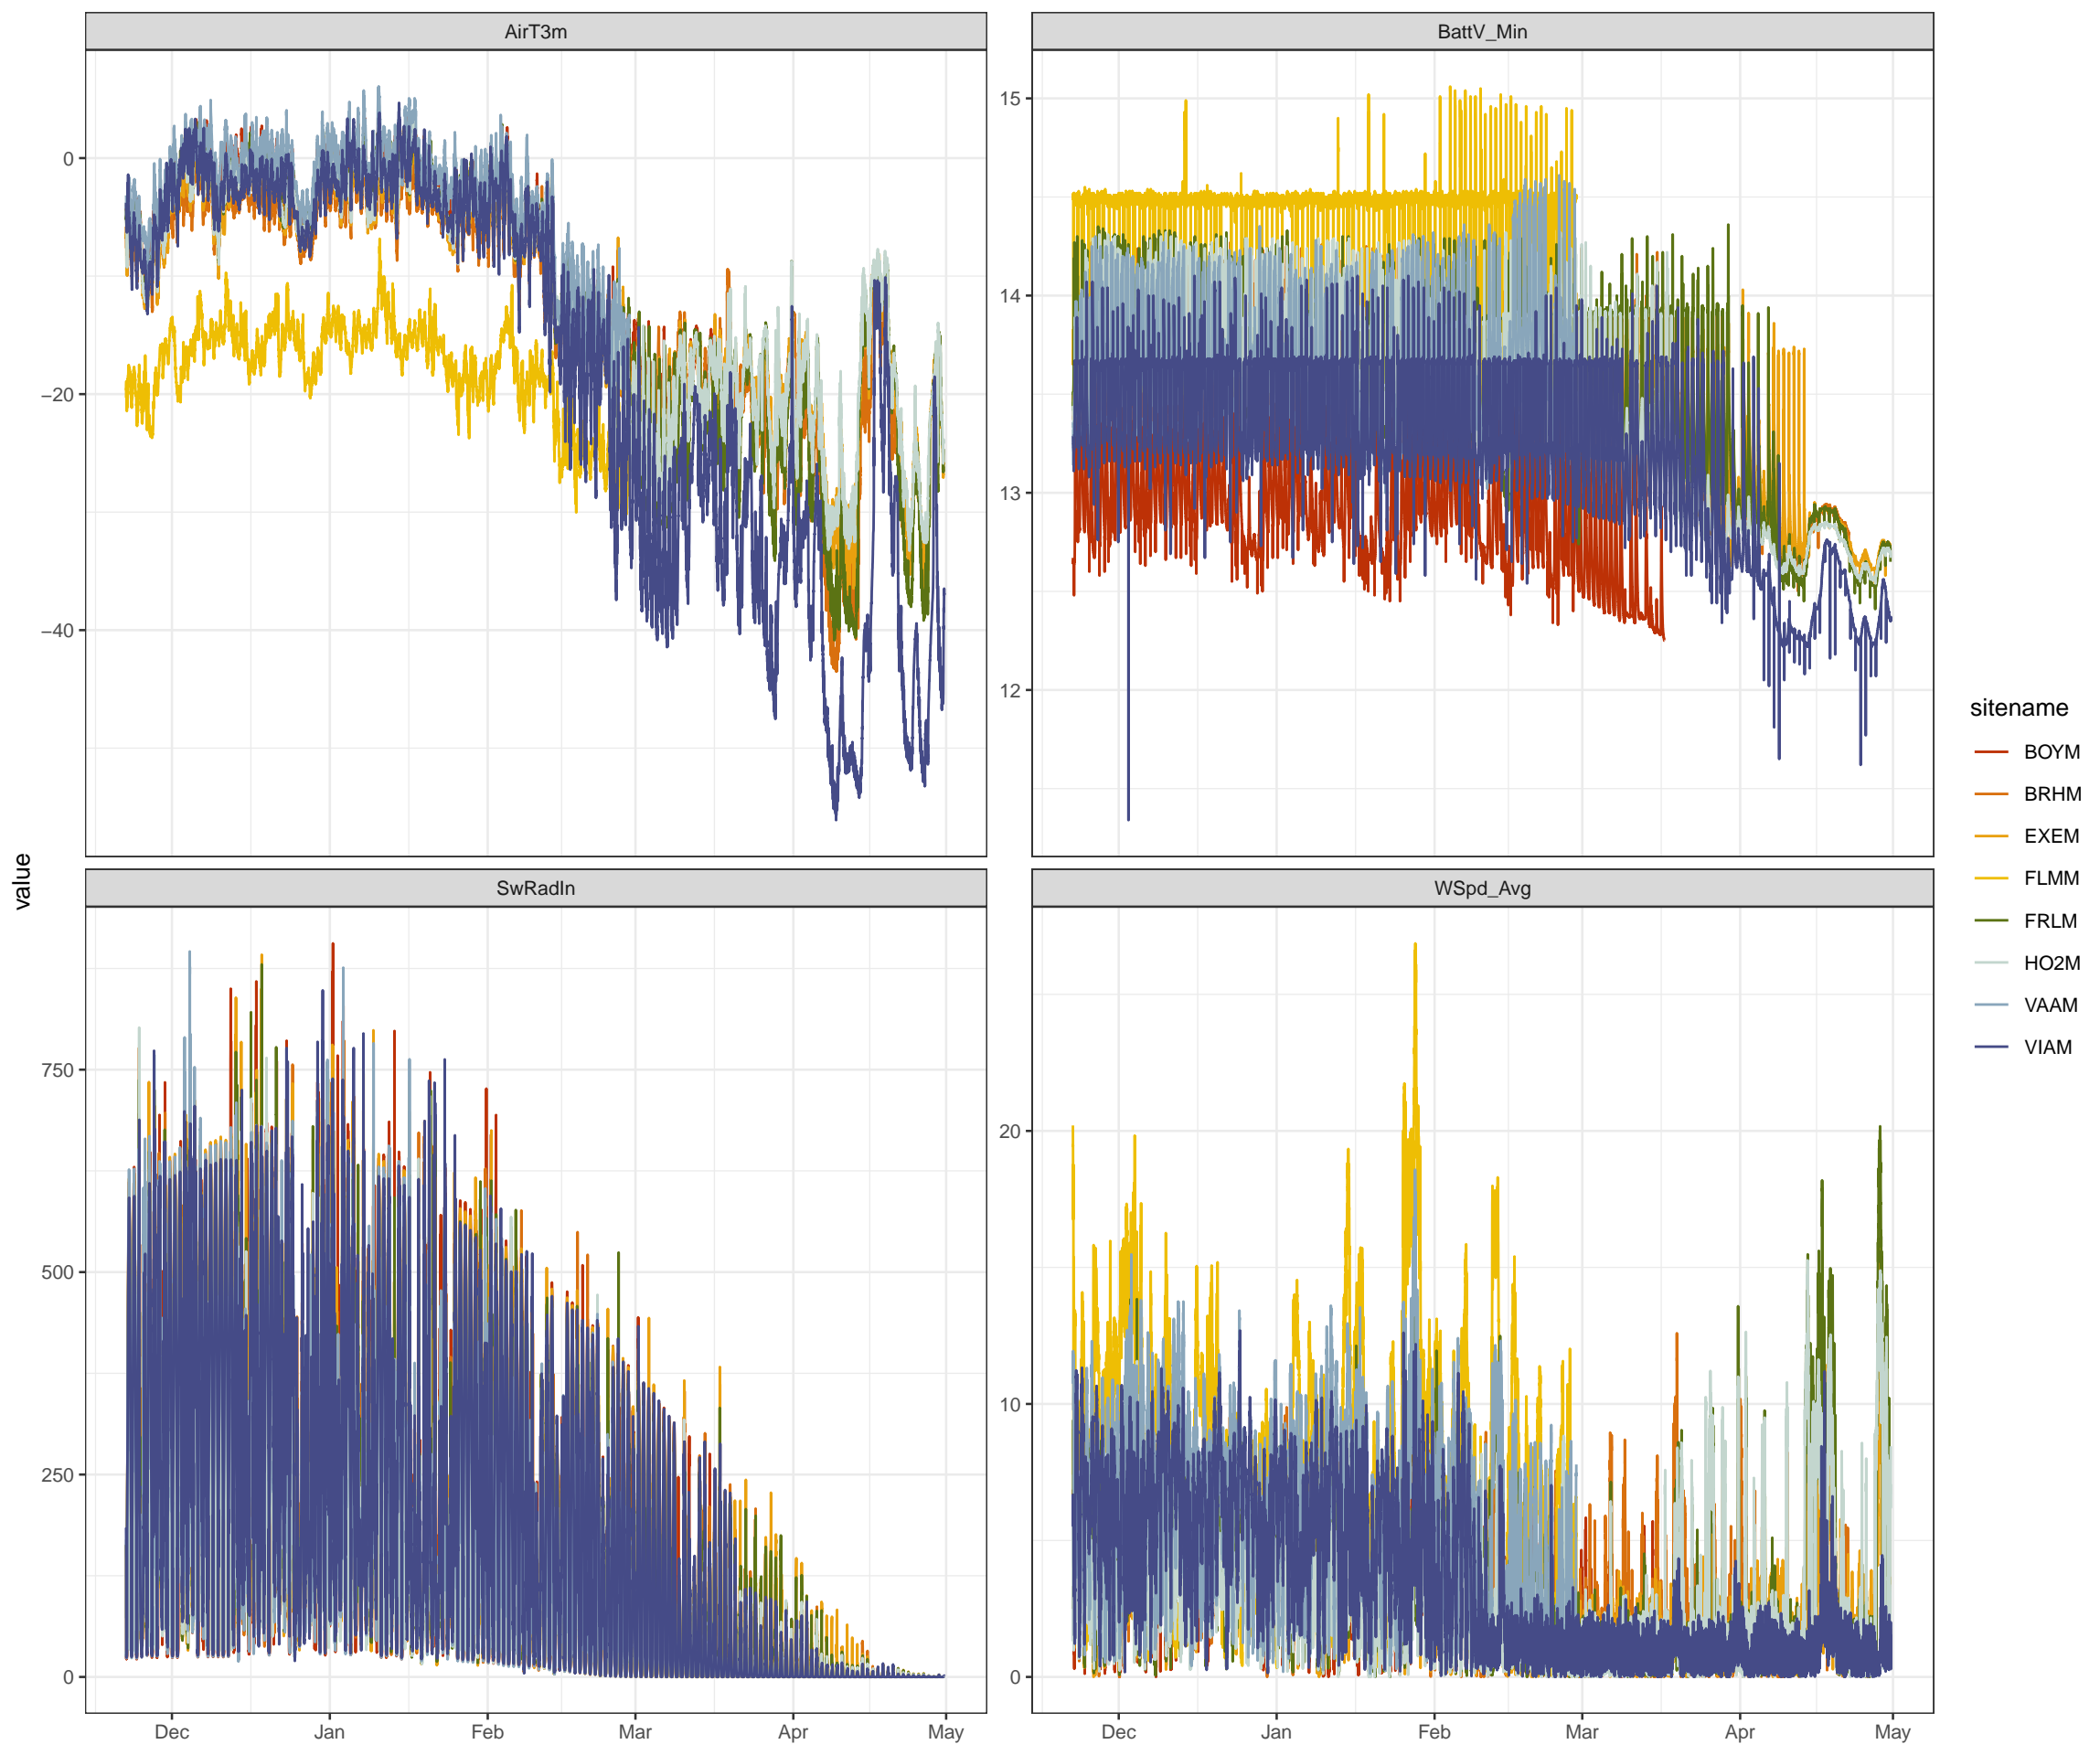 AirT3m
BattV_Min
0
−20
−40
15
14
13
12
SwRadIn
WSpd_Avg
750
500
250
0
20
10
0
Dec Jan Feb Mar Apr May
Dec Jan Feb Mar Apr May
value
sitename
BOYM
BRHM
EXEM
FLMM
FRLM
HO2M
VAAM
VIAM